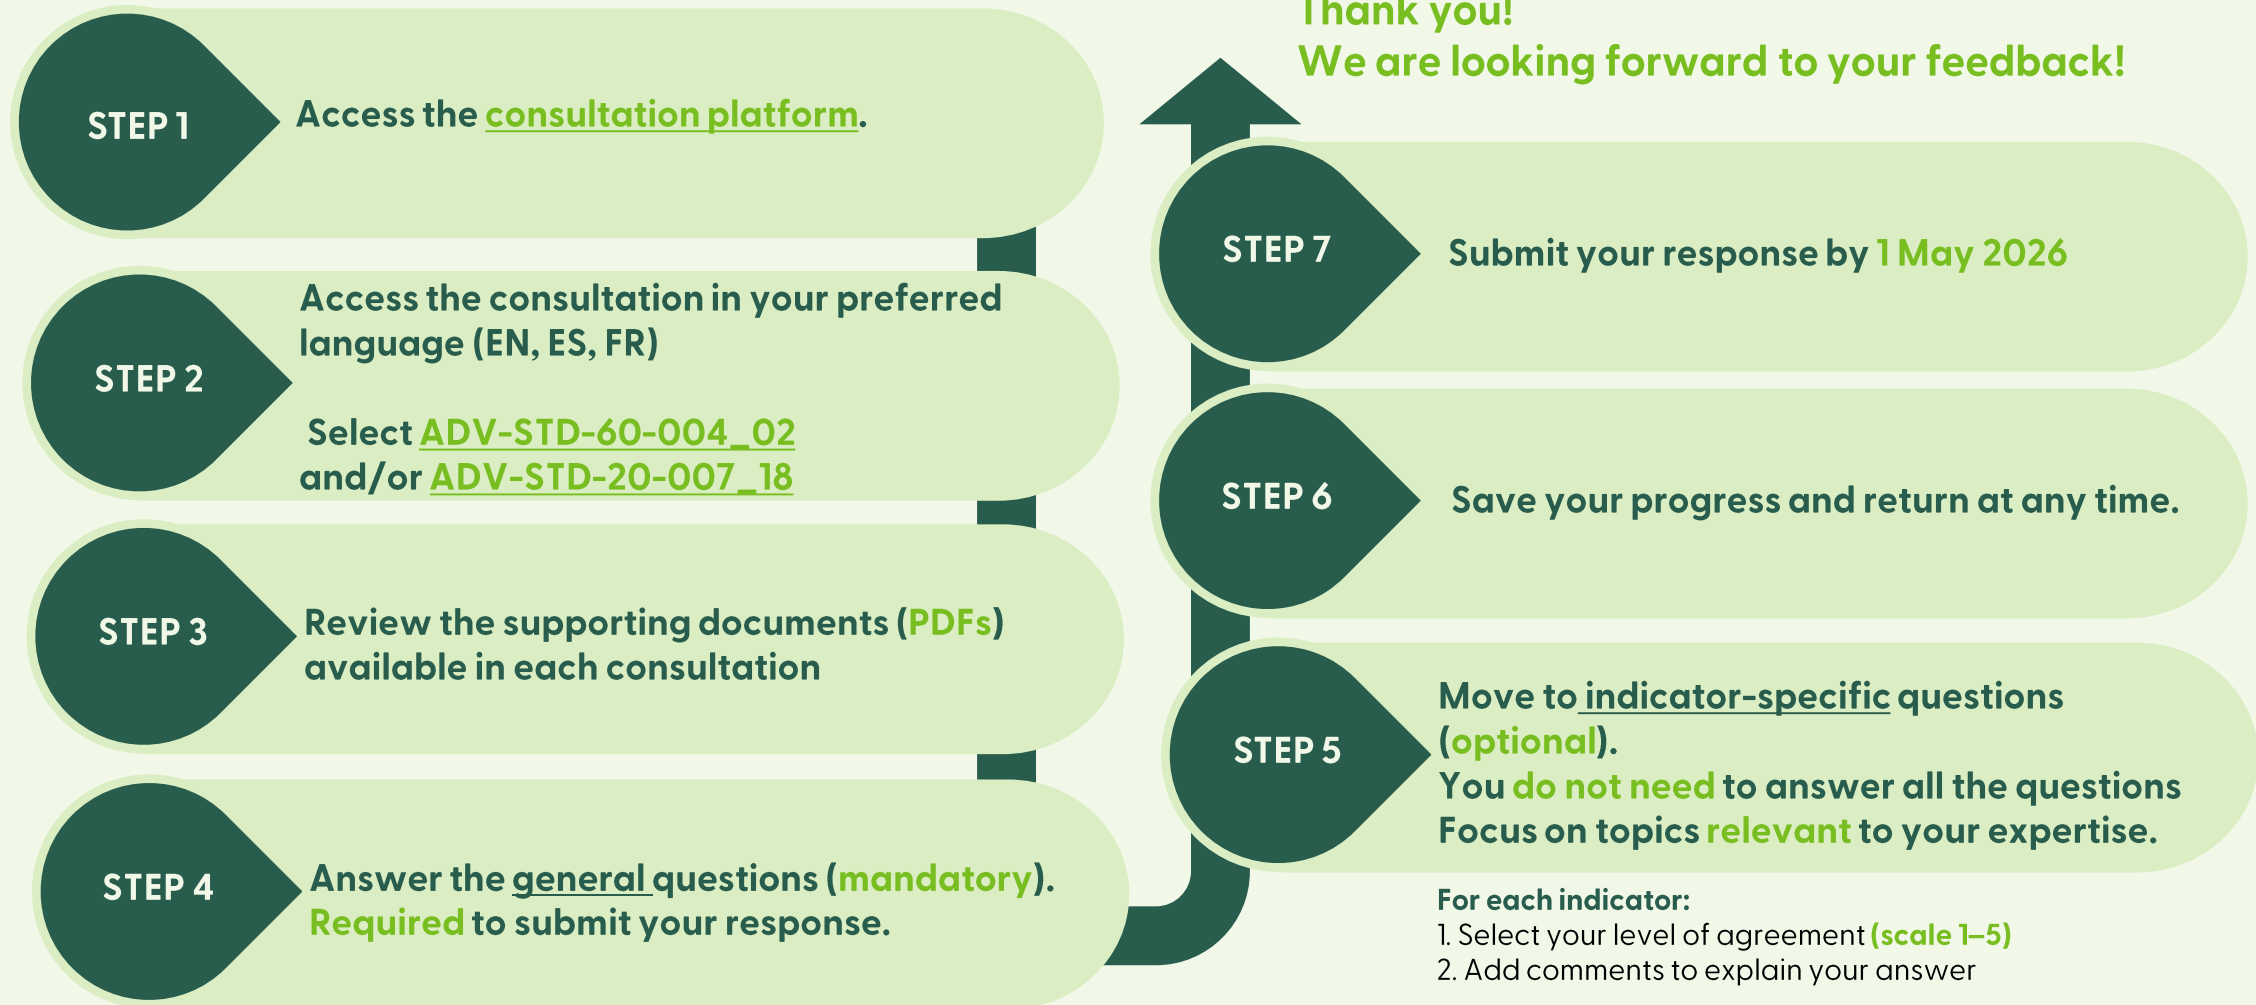 STEP 1
Access the consultation platform.
STEP 2
Access the consultation in your preferred
language (EN, ES, FR)
Select ADV-STD-60-004_02
and/or ADV-STD-20-007_18
STEP 3
Review the supporting documents (PDFs)
available in each consultation
STEP 4
Answer the general questions (mandatory).
Required to submit your response.
STEP 5
Move to indicator-specific questions
(optional).
You do not need to answer all the questions
Focus on topics relevant to your expertise.
For each indicator:
1. Select your level of agreement (scale 1–5)
2. Add comments to explain your answer
STEP 6
Save your progress and return at any time.
STEP 7
Submit your response by 1 May 2026
Thank you!
We are looking forward to your feedback!